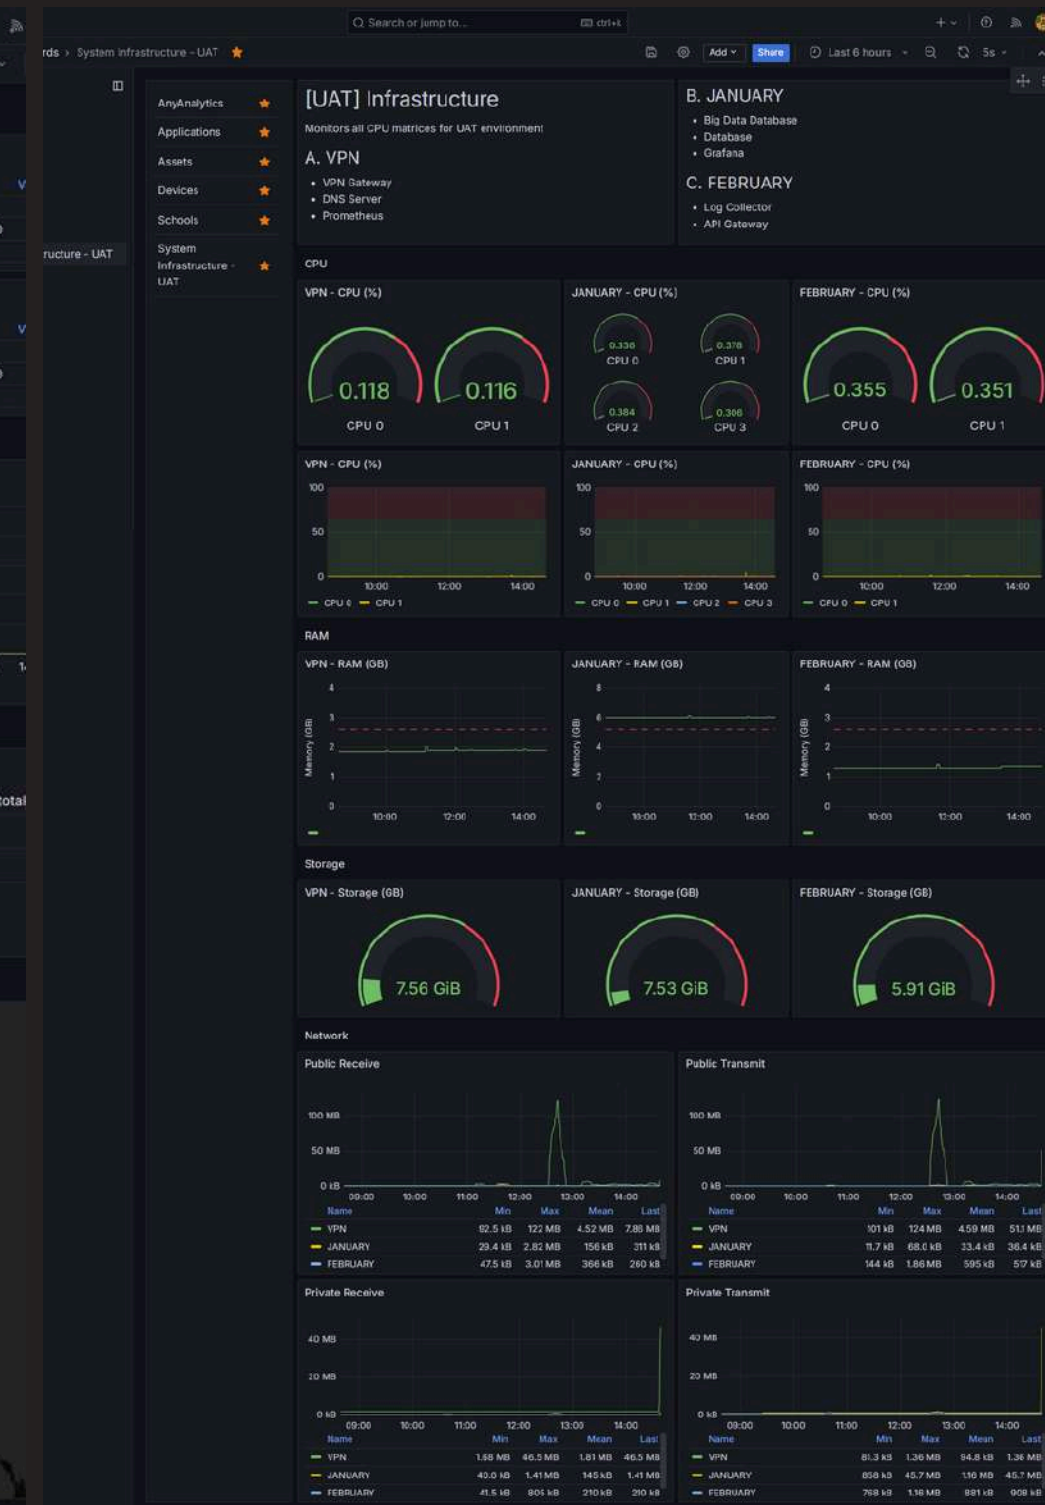 Search or jump to...
ctrl+k
rds › System Infrastructure - UAT
Add
Share
Last 6 hours
5s
ructure - UAT
total
AnyAnalytics
Applications
Assets
Devices
Schools
System
Infrastructure -
UAT
[UAT] Infrastructure
Monitors all CPU matrices for UAT environment
A. VPN
• VPN Gateway
• DNS Server
• Prometheus
B. JANUARY
• Big Data Database
• Database
• Grafana
C. FEBRUARY
• Log Collector
• API Gateway
CPU
VPN - CPU (%)
0.118
CPU 0
0.116
CPU 1
JANUARY - CPU (%)
CPU 0
CPU 1
0.384
CPU 2
CPU 3
FEBRUARY - CPU (%)
0.355
CPU 0
0.351
CPU 1
VPN - CPU (%)
100
50
0
10:00 12:00 14:00
CPU 0 CPU 1
JANUARY - CPU (%)
100
50
0
10:00 12:00 14:00
CPU 0 CPU 1 CPU 2 CPU 3
FEBRUARY - CPU (%)
100
50
0
10:00 12:00 14:00
CPU 0 CPU 1
RAM
VPN - RAM (GB)
Memory (GB)
4
3
2
1
0
10:00 12:00 14:00
JANUARY - RAM (GB)
Memory (GB)
8
6
4
2
0
10:00 12:00 14:00
FEBRUARY - RAM (GB)
Memory (GB)
4
3
2
1
0
10:00 12:00 14:00
Storage
VPN - Storage (GB)
7.56 GiB
JANUARY - Storage (GB)
7.53 GiB
FEBRUARY - Storage (GB)
5.91 GiB
Network
Public Receive
100 MB
50 MB
0 kB
09:00 10:00 11:00 12:00 13:00 14:00
Name Min Max Mean Last
VPN 92.5 kB 122 MB 4.52 MB 7.86 MB
JANUARY 29.4 kB 2.82 MB 156 kB 311 kB
FEBRUARY 47.5 kB 3.01 MB 366 kB 260 kB
Public Transmit
100 MB
50 MB
0 kB
09:00 10:00 11:00 12:00 13:00 14:00
Name Min Max Mean Last
VPN 101 kB 124 MB 4.59 MB 51.1 MB
JANUARY 11.7 kB 68.0 kB 33.4 kB 36.4 kB
FEBRUARY 144 kB 1.86 MB 595 kB 517 kB
Private Receive
40 MB
20 MB
0 kB
09:00 10:00 11:00 12:00 13:00 14:00
Name Min Max Mean Last
VPN 1.68 MB 46.5 MB 1.81 MB 46.5 MB
JANUARY 40.0 kB 1.41 MB 145 kB 1.41 MB
FEBRUARY 41.5 kB 210 kB 210 kB
Private Transmit
40 MB
20 MB
0 kB
09:00 10:00 11:00 12:00 13:00 14:00
Name Min Max Mean Last
VPN 81.3 kB 1.36 MB 94.8 kB 1.36 MB
JANUARY 45.7 MB 1.16 MB 45.7 MB
FEBRUARY 768 kB 1.16 MB